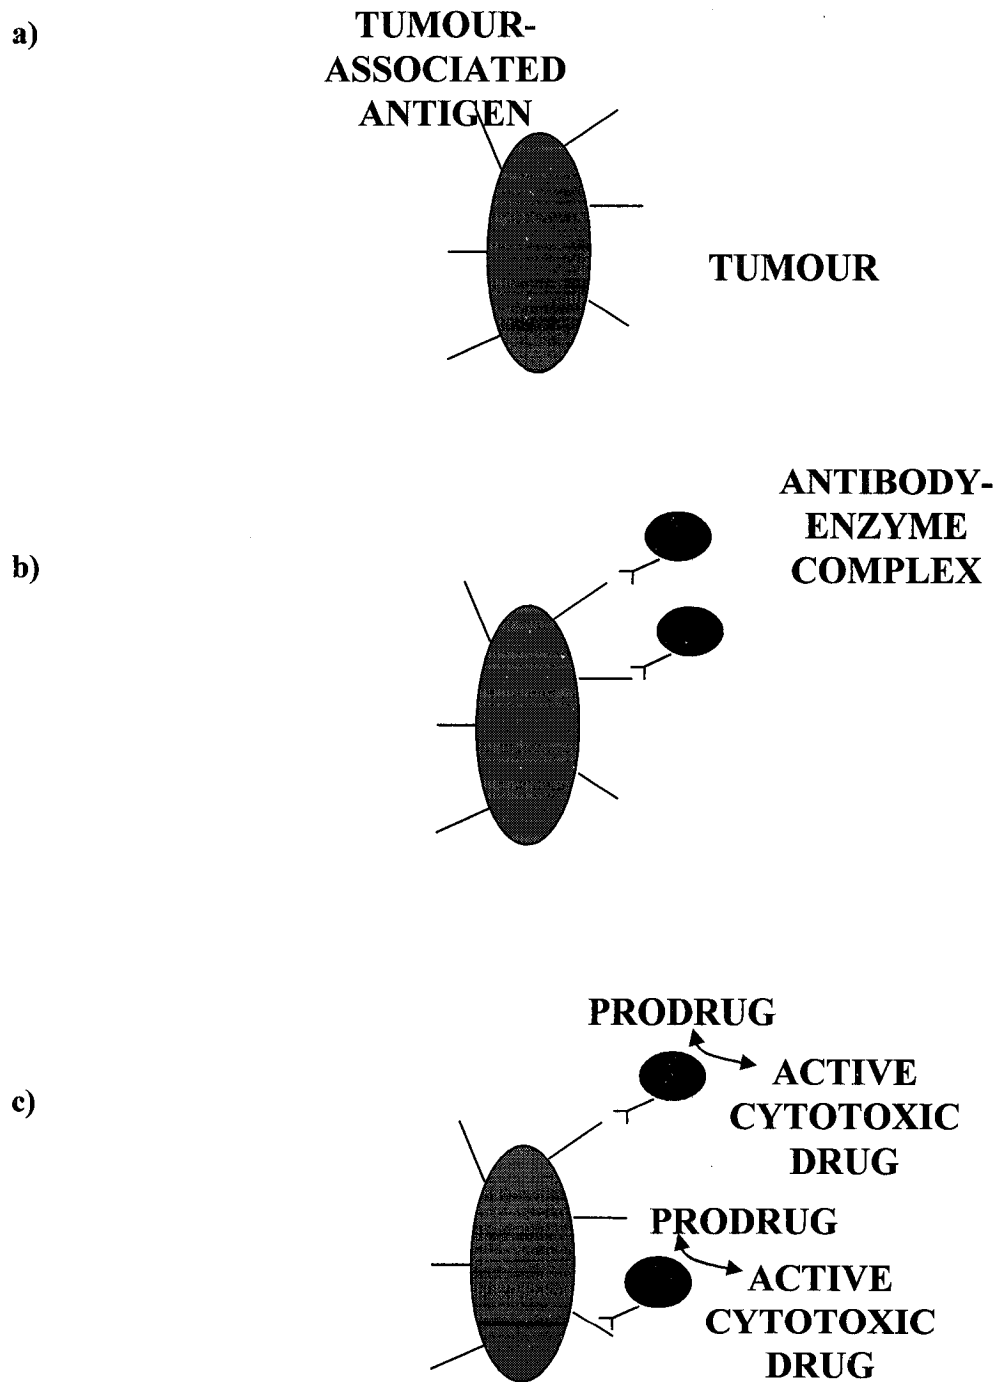 a)
TUMOUR-
ASSOCIATED
ANTIGEN
TUMOUR
b)
ANTIBODY-
ENZYME
COMPLEX
c)
PRODRUG
ACTIVE
CYTOTOXIC
DRUG
PRODRUG
ACTIVE
CYTOTOXIC
DRUG